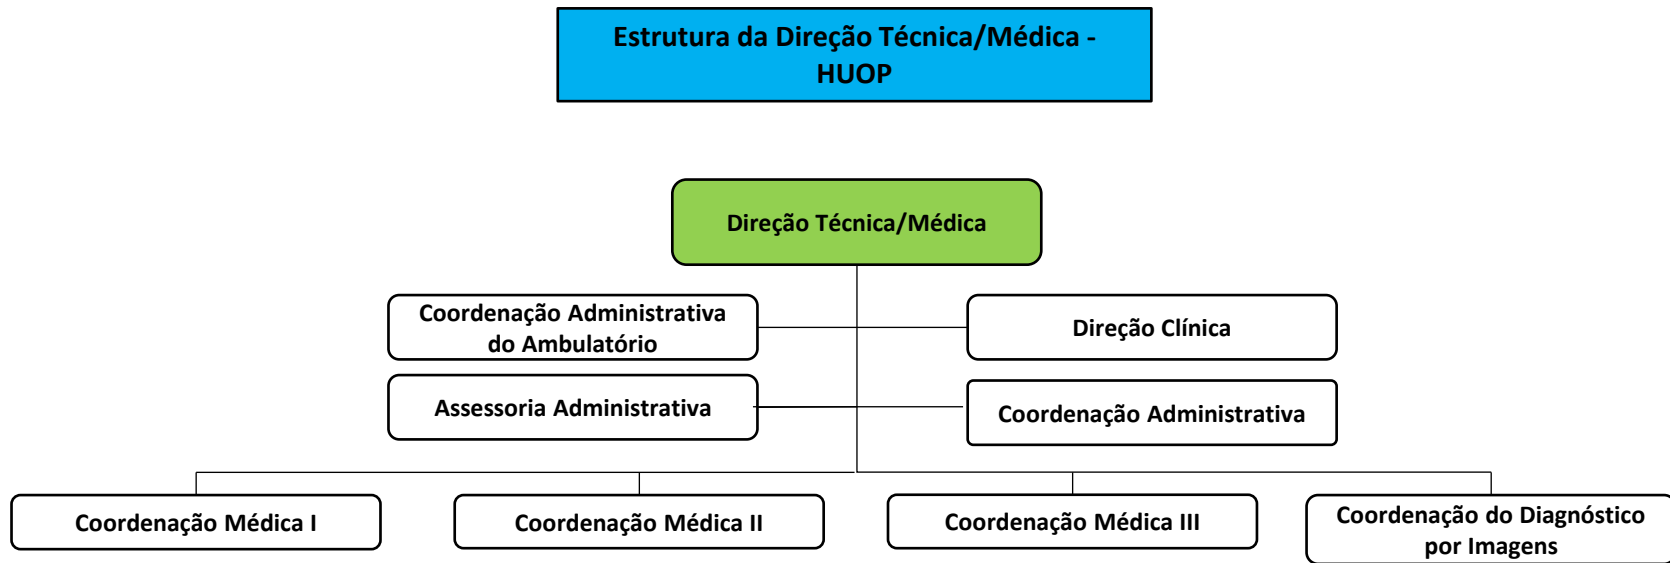 Estrutura da Direção Técnica/Médica -
HUOP
Direção Técnica/Médica
Coordenação Administrativa
do Ambulatório
Direção Clínica
Assessoria Administrativa
Coordenação Administrativa
Coordenação Médica I
Coordenação Médica II
Coordenação Médica III
Coordenação do Diagnóstico
por Imagens